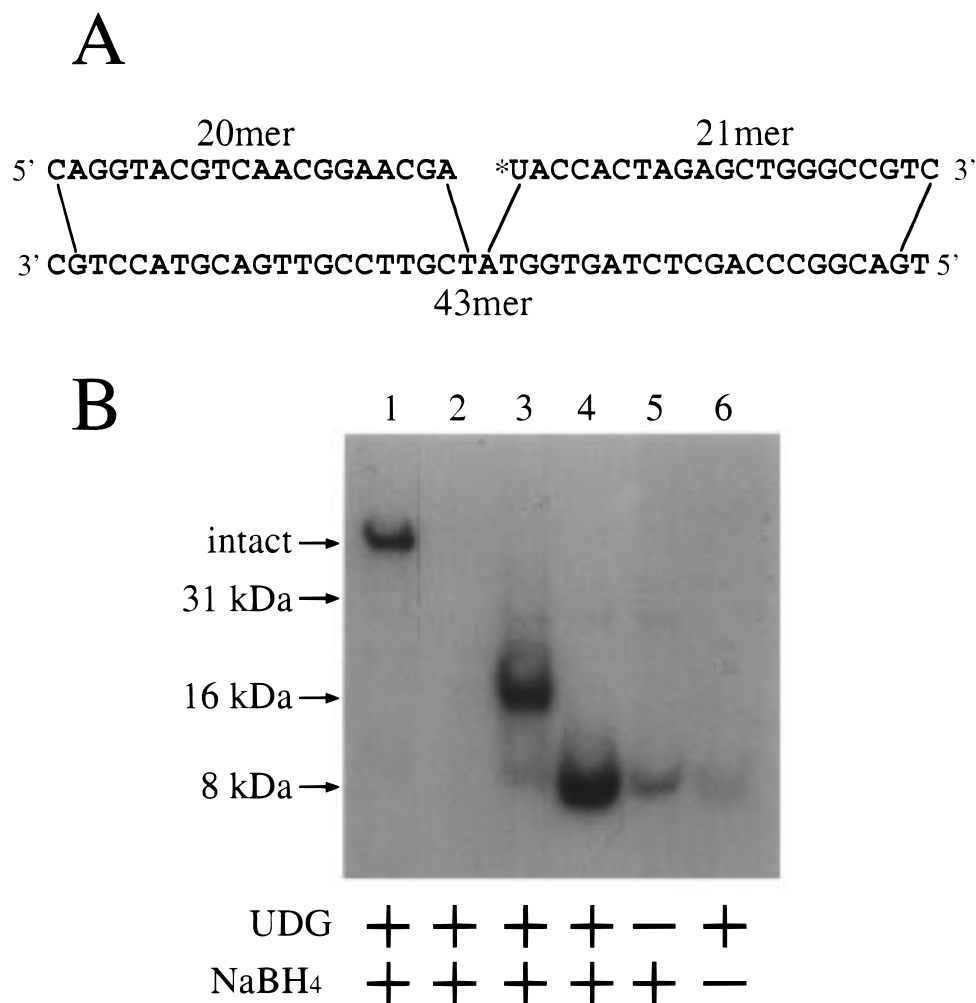 A
20mer 21mer
5’ CAGGTACGTCAACGGAACGA *UACCACTAGAGCTGGGCCGTC 3’
3’ CGTCCATGCAGTTGCCTTGCTATGGTGATCTCGACCCGGCAGT 5’
43mer
B
1 2 3 4 5 6
intact
31 kDa
16 kDa
8 kDa
UDG + + + + − +
NaBH4 + + + + + −